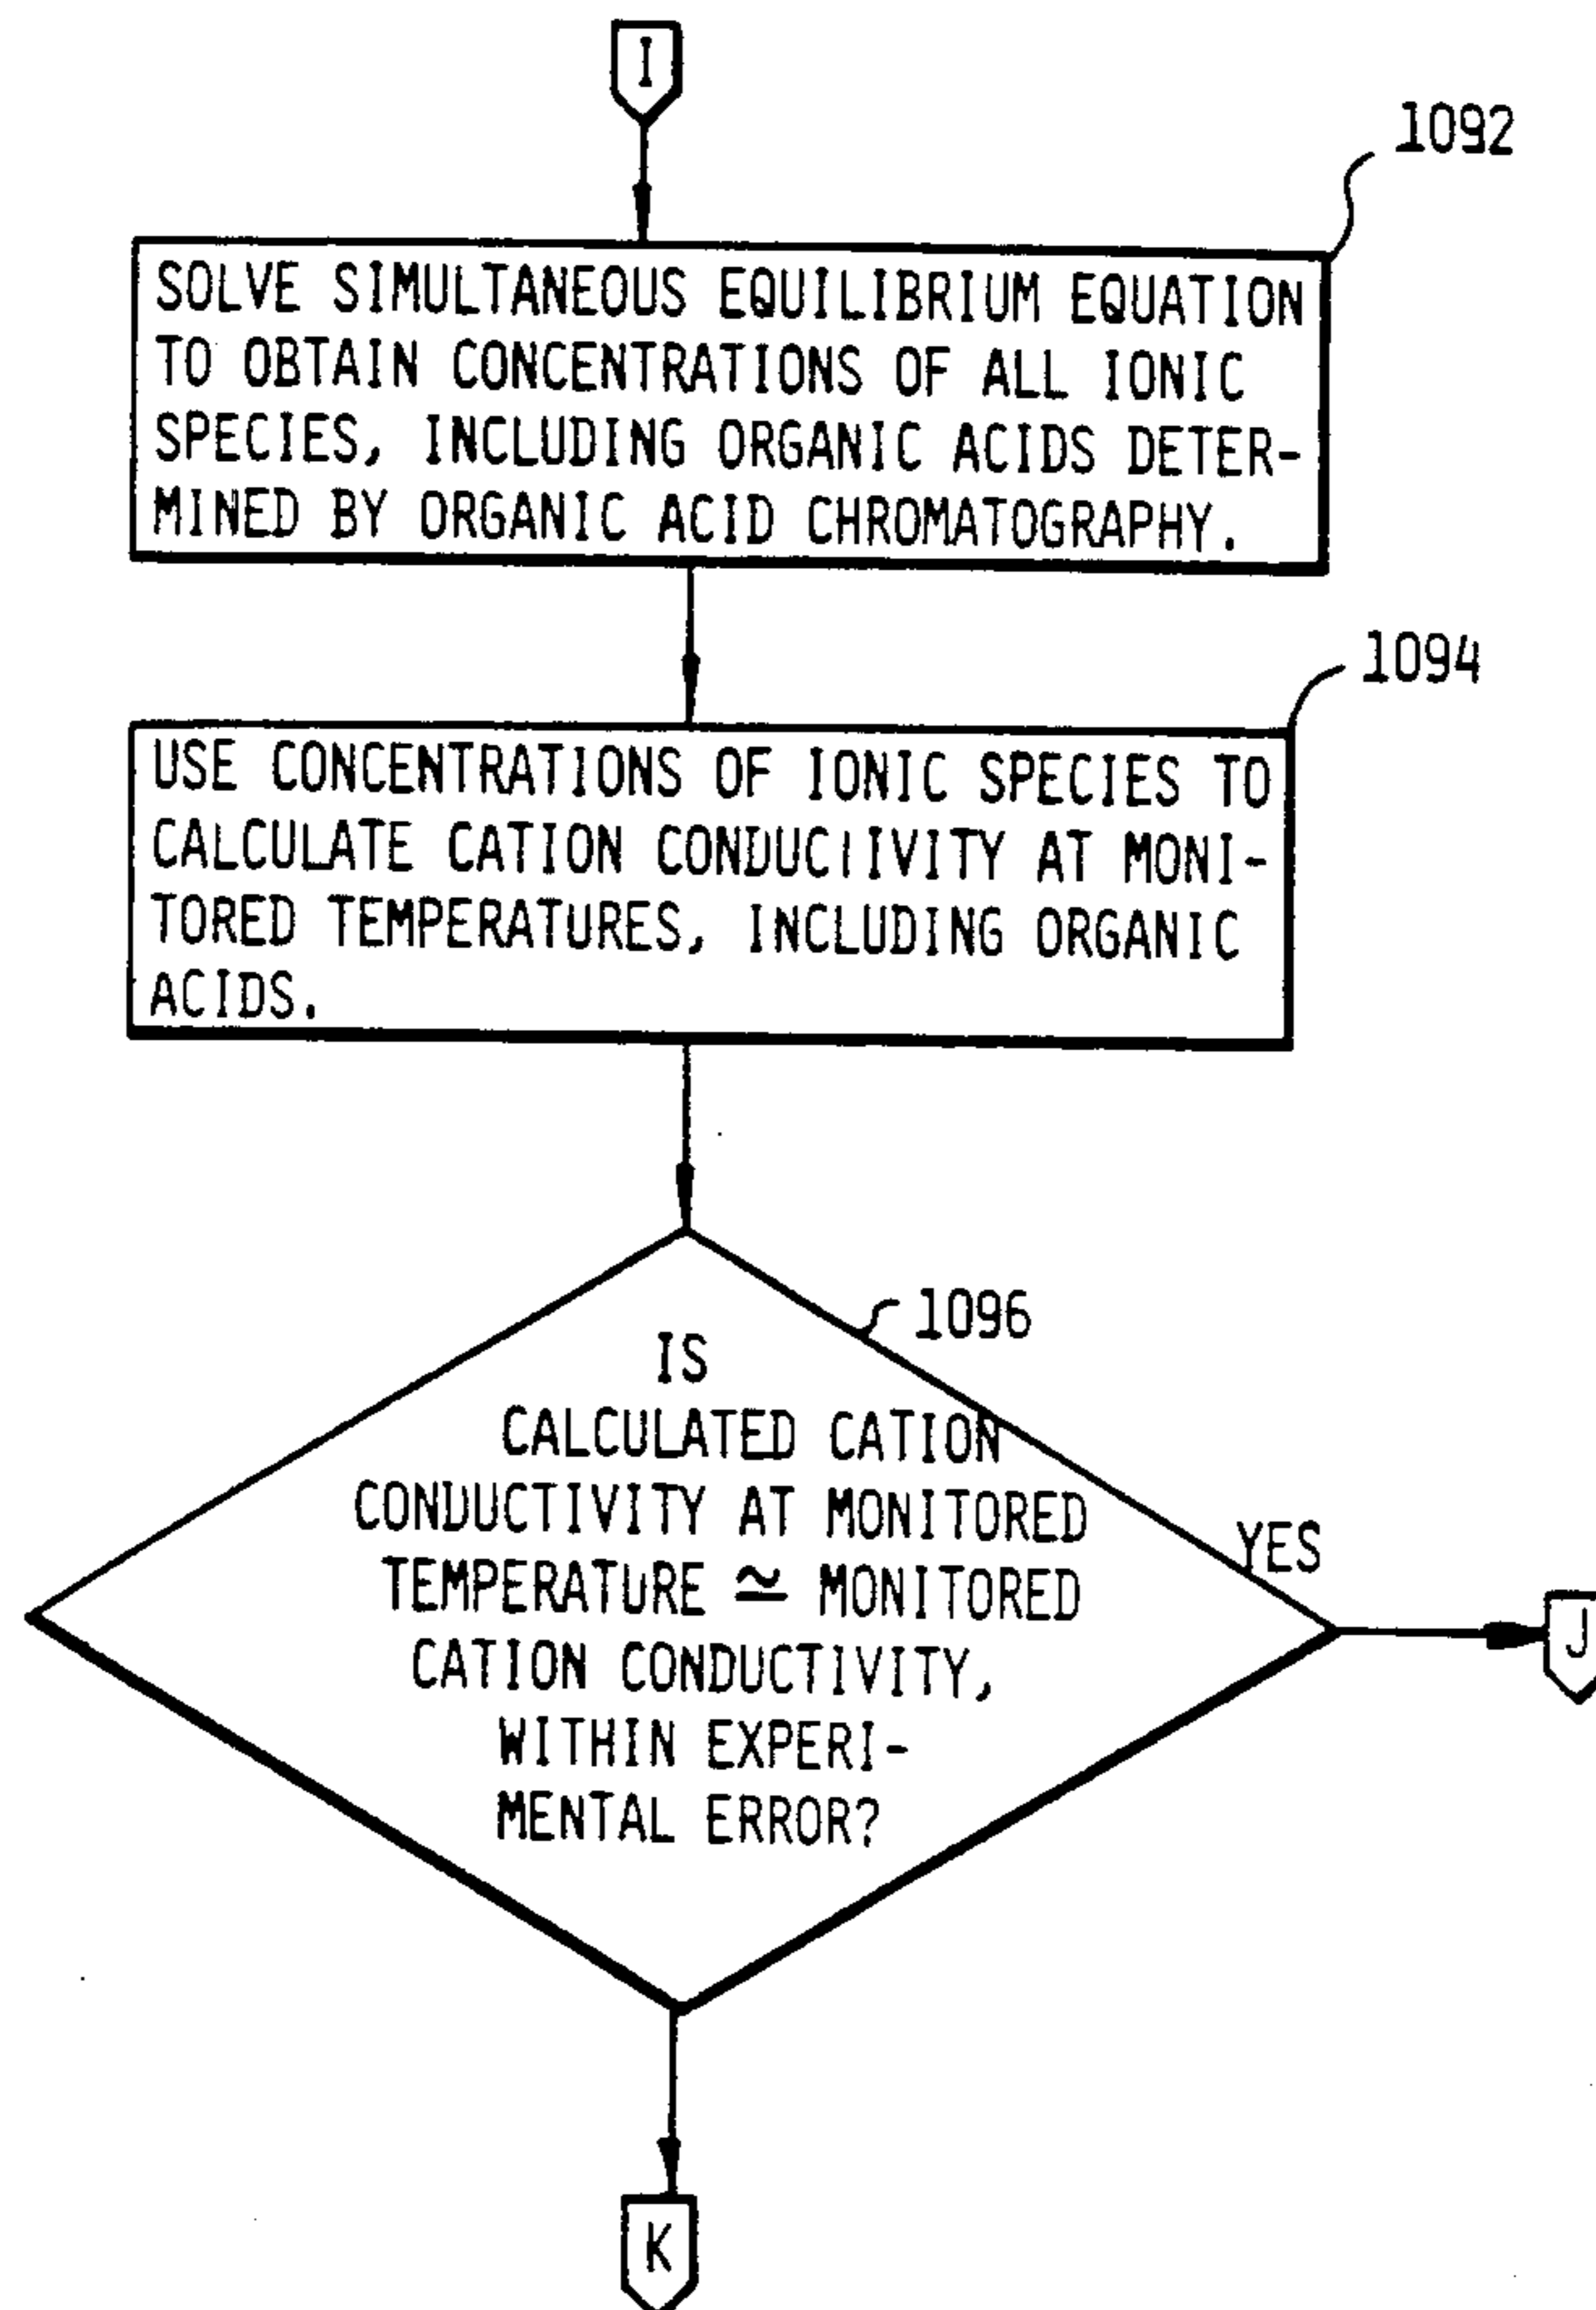 I
1092
SOLVE SIMULTANEOUS EQUILIBRIUM EQUATION
TO OBTAIN CONCENTRATIONS OF ALL IONIC
SPECIES, INCLUDING ORGANIC ACIDS DETER-
MINED BY ORGANIC ACID CHROMATOGRAPHY.
1094
USE CONCENTRATIONS OF IONIC SPECIES TO
CALCULATE CATION CONDUCTIVITY AT MONI-
TORED TEMPERATURES, INCLUDING ORGANIC
ACIDS.
1096
IS
CALCULATED CATION
CONDUCTIVITY AT MONITORED
TEMPERATURE ≃ MONITORED
CATION CONDUCTIVITY,
WITHIN EXPERI-
MENTAL ERROR?
YES
J
K